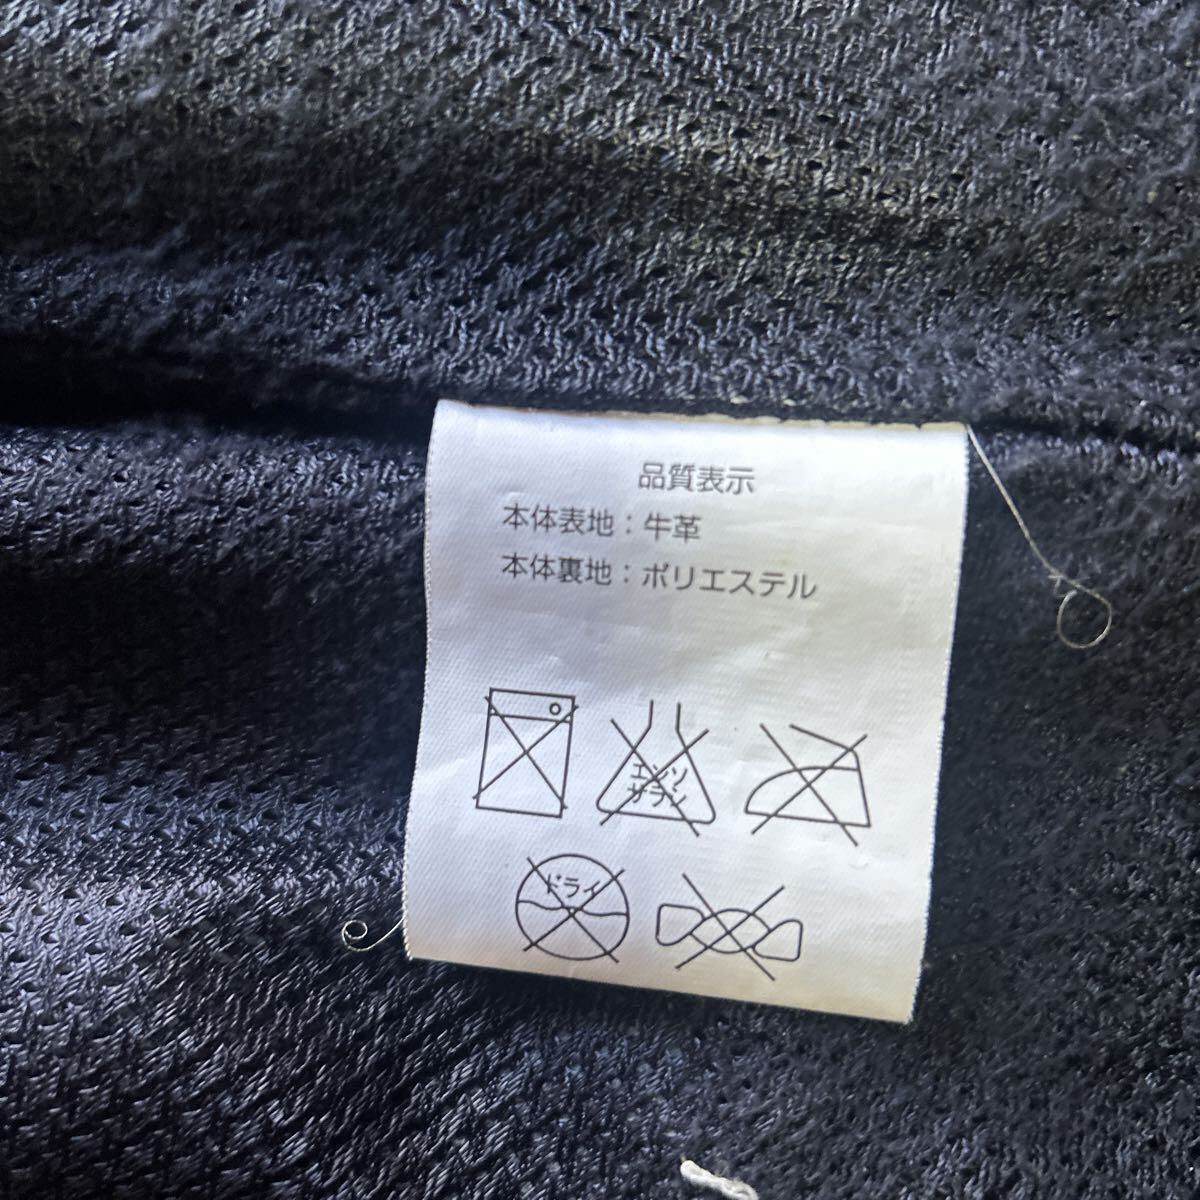 品質表示
本体表地：牛革
本体裏地：ポリエステル
エンソ
サラシ
ドライ